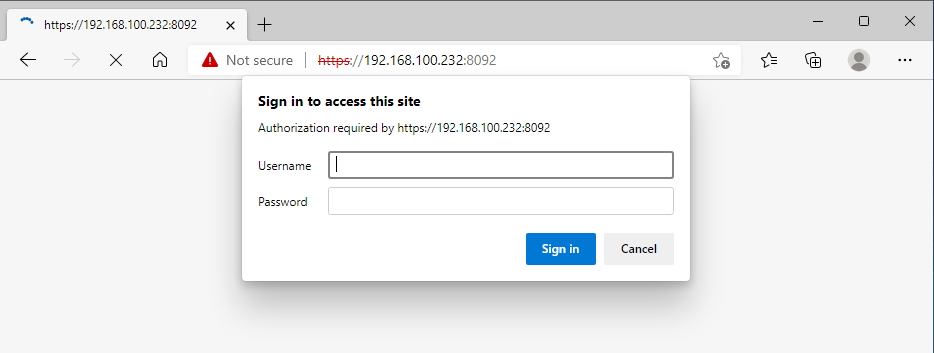 https://192.168.100.232:8092
Not secure https://192.168.100.232:8092
Sign in to access this site
Authorization required by https://192.168.100.232:8092
Username
Password
Sign in Cancel